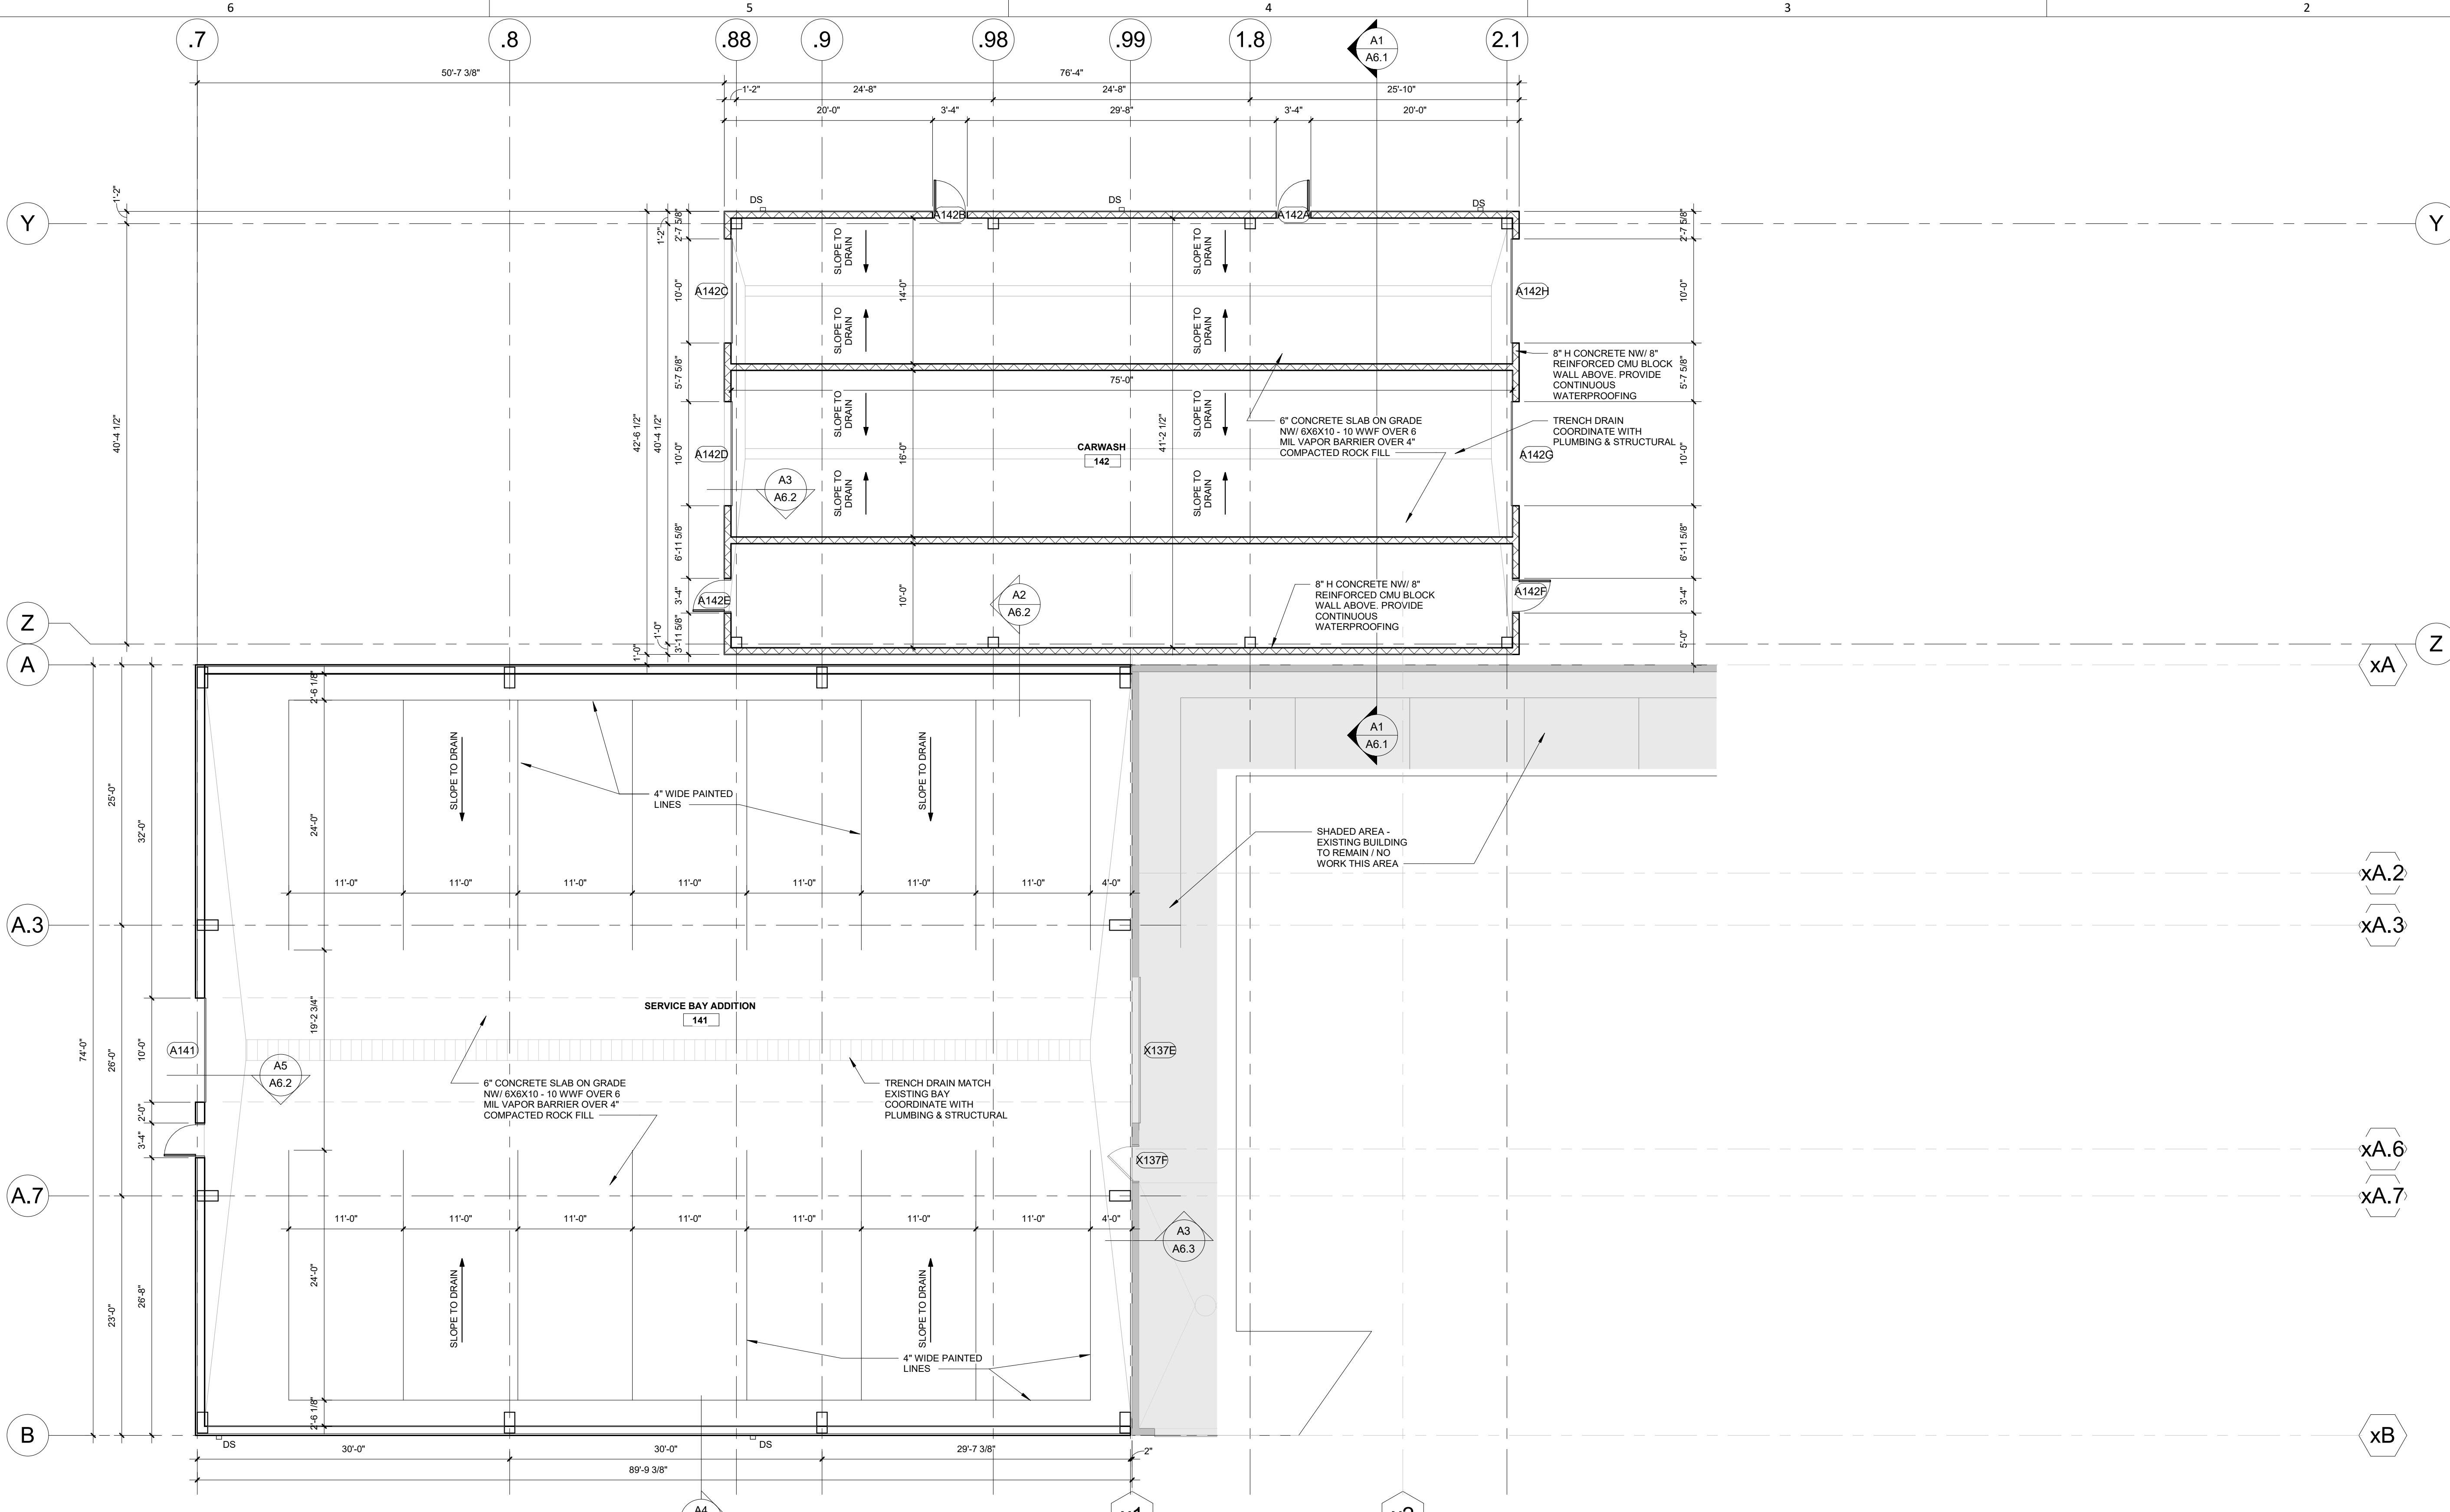 6 5 4 3 2
.7 .8 .88 .9 .98 .99 1.8 2.1
A1
A6.1
50'-7 3/8" 76'-4"
1'-2" 24'-8" 24'-8" 25'-10"
20'-0" 3'-4" 29'-8" 3'-4" 20'-0"
1'-2"
DS DS DS
Y A142B A142A Y
1'-2"
2'-7 5/8"
2'-7 5/8"
SLOPE TO
DRAIN
SLOPE TO
DRAIN
A142C 10'-0" 14'-0" A142H 10'-0"
SLOPE TO
DRAIN
SLOPE TO
DRAIN
8" H CONCRETE NW/ 8"
REINFORCED CMU BLOCK
WALL ABOVE. PROVIDE
CONTINUOUS
WATERPROOFING
5'-7 5/8"
75'-0"
5'-7 5/8"
SLOPE TO
DRAIN
SLOPE TO
DRAIN
40'-4 1/2"
42'-6 1/2"
40'-4 1/2"
41'-2 1/2"
6" CONCRETE SLAB ON GRADE
NW/ 6X6X10 - 10 WWF OVER 6
MIL VAPOR BARRIER OVER 4"
COMPACTED ROCK FILL
TRENCH DRAIN
COORDINATE WITH
PLUMBING & STRUCTURAL
CARWASH
142
A142D 10'-0" 16'-0" A142G 10'-0"
A3
A6.2
SLOPE TO
DRAIN
SLOPE TO
DRAIN
6'-11 5/8"
6'-11 5/8"
8" H CONCRETE NW/ 8"
REINFORCED CMU BLOCK
WALL ABOVE. PROVIDE
CONTINUOUS
WATERPROOFING
A142E 3'-4" 10'-0"
A2
A6.2
A142F 3'-4"
Z 1'-0" 3'-11 5/8" 5'-0" Z
1'-0"
A xA
2'-6 1/8"
A1
A6.1
SLOPE TO DRAIN
SLOPE TO DRAIN
25'-0"
32'-0"
24'-0"
4" WIDE PAINTED
LINES
SHADED AREA -
EXISTING BUILDING
TO REMAIN / NO
WORK THIS AREA
xA.2
11'-0" 11'-0" 11'-0" 11'-0" 11'-0" 11'-0" 11'-0" 4'-0"
A.3 xA.3
19'-2 3/4"
SERVICE BAY ADDITION
141
74'-0"
26'-0"
10'-0"
A141 X137E
A5
A6.2
6" CONCRETE SLAB ON GRADE
NW/ 6X6X10 - 10 WWF OVER 6
MIL VAPOR BARRIER OVER 4"
COMPACTED ROCK FILL
TRENCH DRAIN MATCH
EXISTING BAY
COORDINATE WITH
PLUMBING & STRUCTURAL
2'-0"
3'-4"
X137F xA.6
A.7 xA.7
11'-0" 11'-0" 11'-0" 11'-0" 11'-0" 11'-0" 11'-0" 4'-0"
A3
A6.3
23'-0"
26'-8"
24'-0"
SLOPE TO DRAIN
SLOPE TO DRAIN
4" WIDE PAINTED
LINES
2'-6 1/8"
B xB
DS DS
30'-0" 30'-0" 29'-7 3/8" 2"
89'-9 3/8"
A4
x1 x2